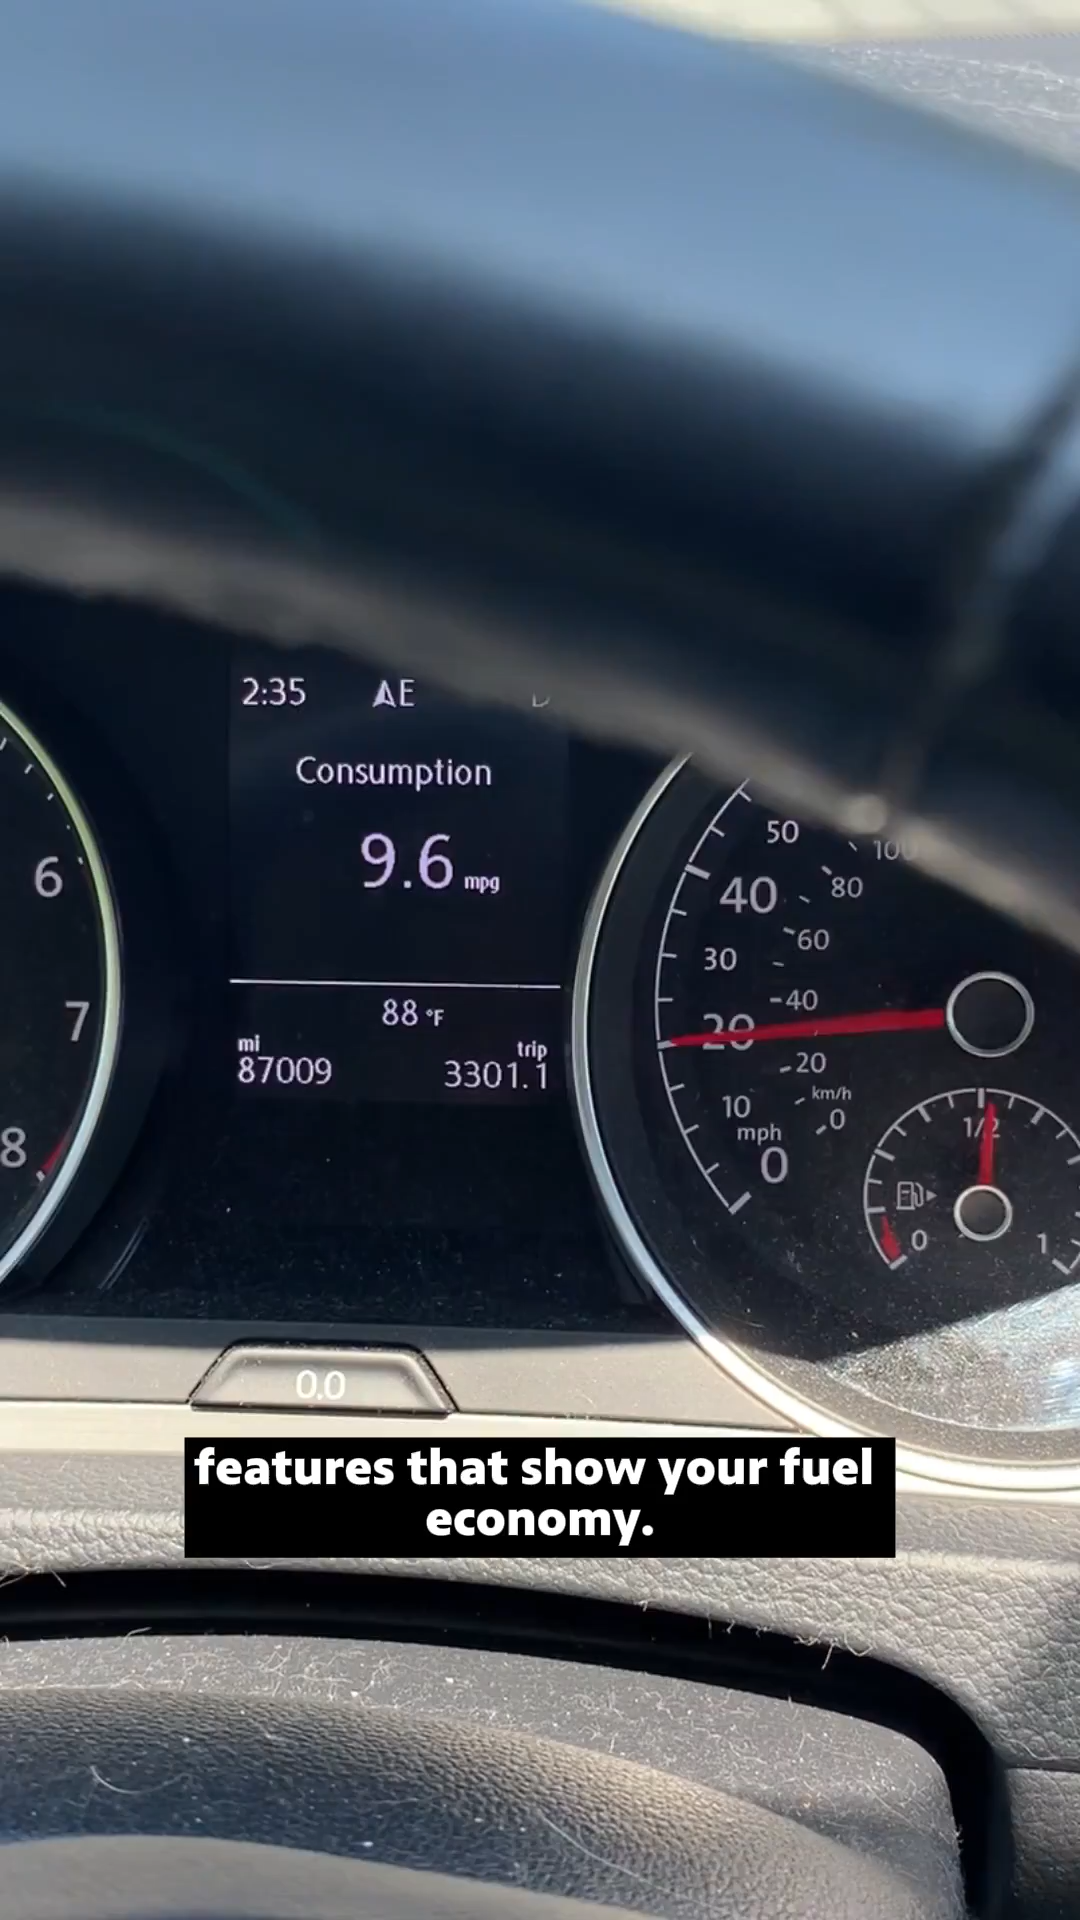 2:35 E
Consumption
9.6 mpg
88 °F
mi trip
87009 3301.1
6
7
8
50
40
30
20
10
mph
0
100
80
60
40
20
km/h
0
1/2
0 1
0.0
features that show your fuel
economy.